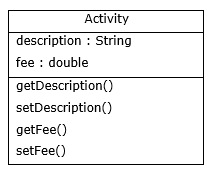 Activity
description : String
fee : double
getDescription()
setDescription()
getFee()
setFee()